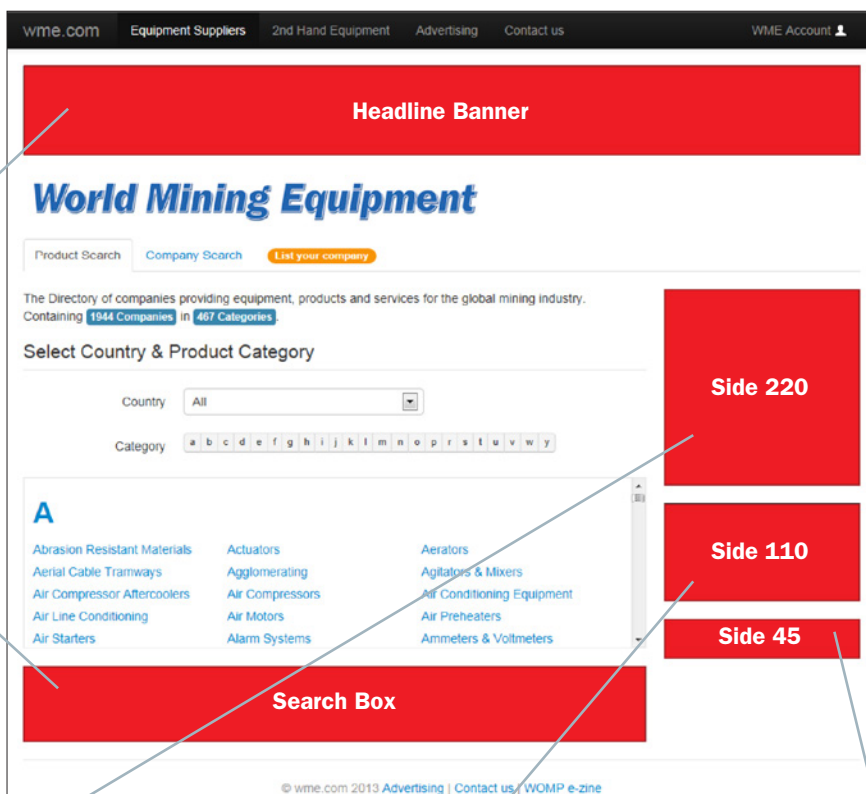 wme.com Equipment Suppliers 2nd Hand Equipment Advertising Contact us WME Account
Headline Banner
World Mining Equipment
Product Search Company Search List your company
The Directory of companies providing equipment, products and services for the global mining industry.
Containing 1944 Companies in 467 Categories.
Select Country & Product Category
Country All
Category a b c d e f g h i j k l m n o p r s t u v w y
Side 220
A
Abrasion Resistant Materials Actuators Aerators
Aerial Cable Tramways Agglomerating Agitators & Mixers
Air Compressor Aftercoolers Air Compressors Air Conditioning Equipment
Air Line Conditioning Air Motors Air Preheaters
Air Starters Alarm Systems Ammeters & Voltmeters
Side 110
Side 45
Search Box
© wme.com 2013 Advertising | Contact us | WOMP e-zine